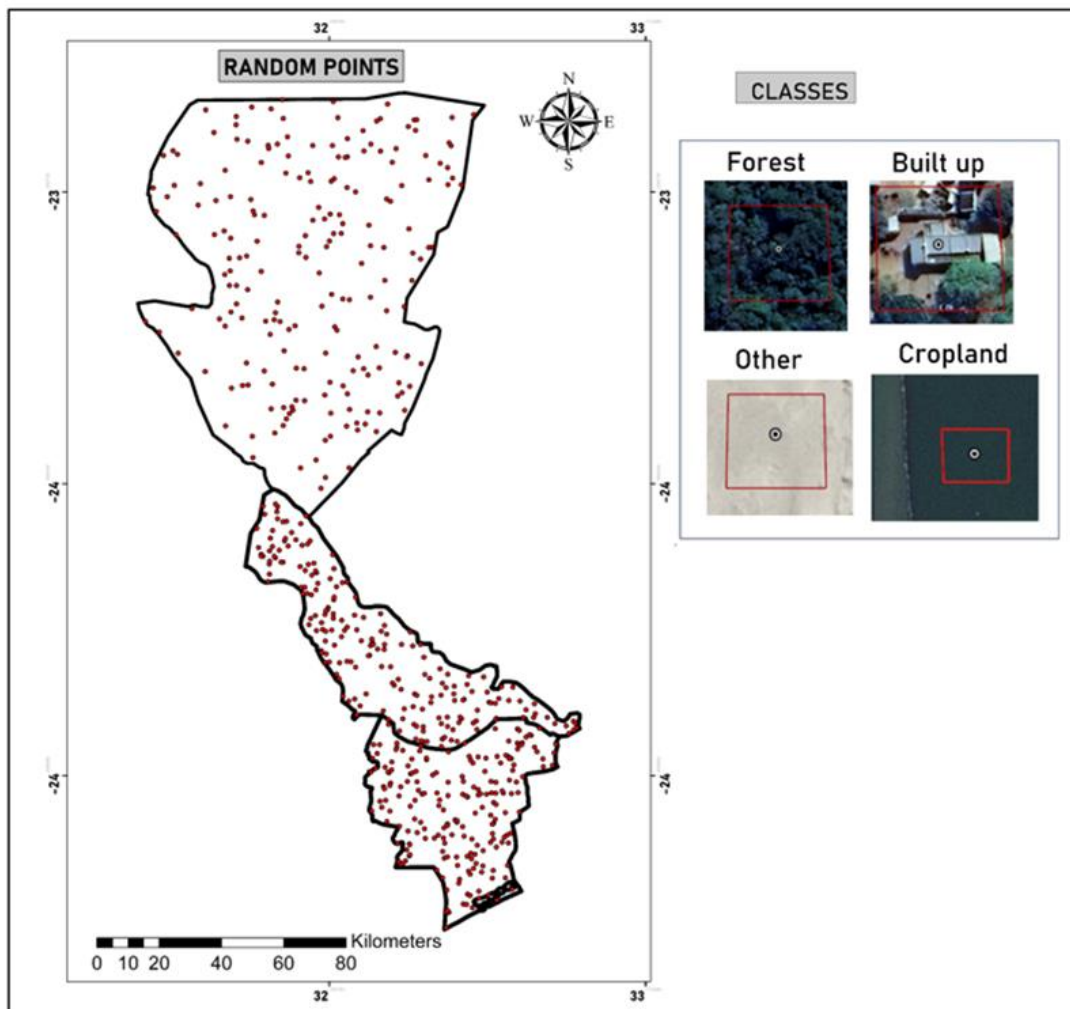 32 33
RANDOM POINTS
N
W E
S
CLASSES
-23
-23
Forest Built up
Other Cropland
-24
-24
-24
-24
Kilometers
0 10 20 40 60 80
32 33